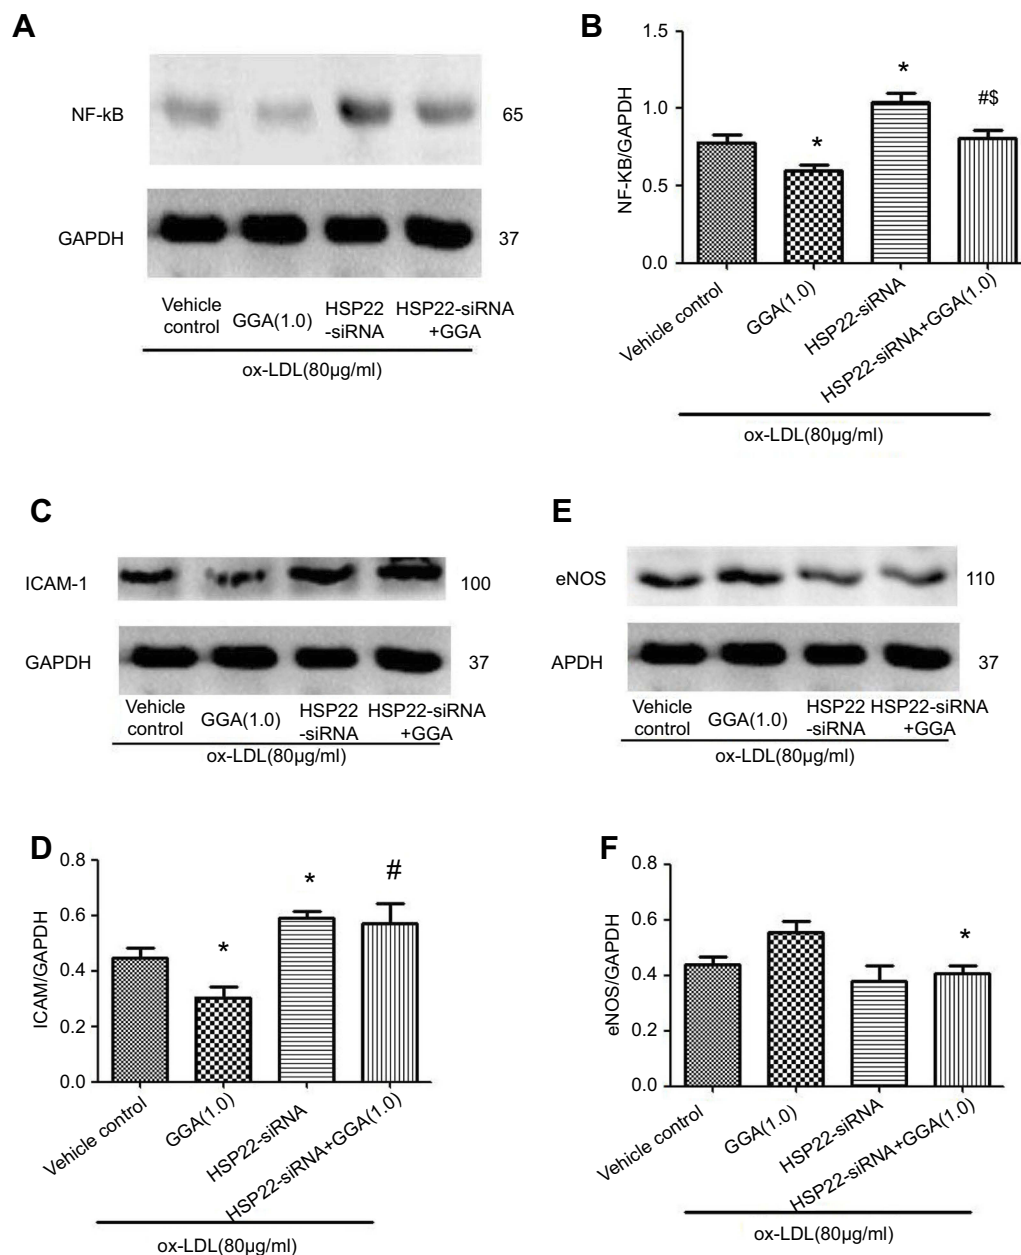 A
NF-kB
65
GAPDH
37
Vehicle
control
GGA(1.0)
HSP22
-siRNA
HSP22-siRNA
+GGA
ox-LDL(80μg/ml)
B
NF-KB/GAPDH
1.5
1.0
0.5
0.0
*
*
#$
Vehicle control
GGA(1.0)
HSP22-siRNA
HSP22-siRNA+GGA(1.0)
ox-LDL(80μg/ml)
C
ICAM-1
100
GAPDH
37
Vehicle
control
GGA(1.0)
HSP22
-siRNA
HSP22-siRNA
+GGA
ox-LDL(80μg/ml)
E
eNOS
110
APDH
37
Vehicle
control
GGA(1.0)
HSP22
-siRNA
HSP22-siRNA
+GGA
ox-LDL(80μg/ml)
D
ICAM/GAPDH
0.8
0.6
0.4
0.2
0.0
*
*
#
Vehicle control
GGA(1.0)
HSP22-siRNA
HSP22-siRNA+GGA(1.0)
ox-LDL(80μg/ml)
F
eNOS/GAPDH
0.8
0.6
0.4
0.2
0.0
*
Vehicle control
GGA(1.0)
HSP22-siRNA
HSP22-siRNA+GGA(1.0)
ox-LDL(80μg/ml)